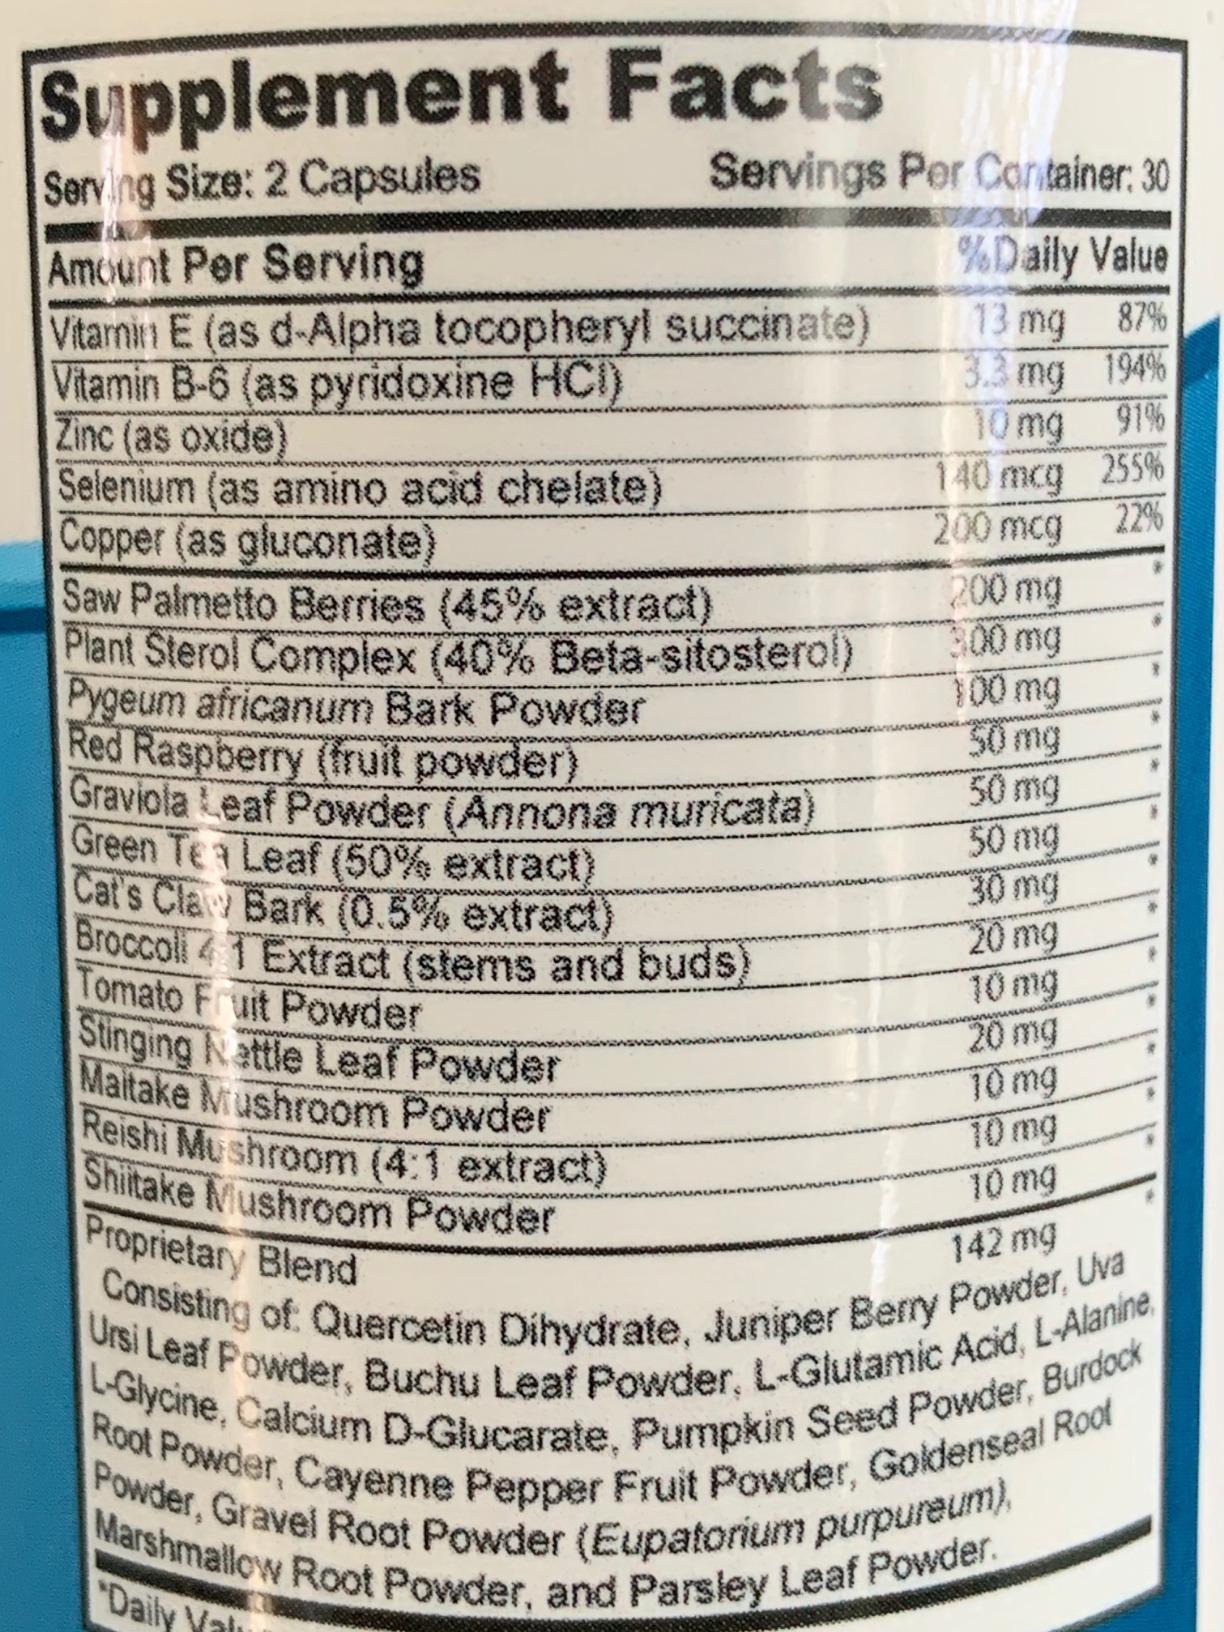 Supplement Facts
Serving Size: 2 Capsules Servings Per Container: 30
Amount Per Serving %Daily Value
Vitamin E (as d-Alpha tocopheryl succinate) 13 mg 87%
Vitamin B-6 (as pyridoxine HCl) 3.3 mg 194%
Zinc (as oxide) 10 mg 91%
Selenium (as amino acid chelate) 140 mcg 255%
Copper (as gluconate) 200 mcg 22%
Saw Palmetto Berries (45% extract) 200 mg *
Plant Sterol Complex (40% Beta-sitosterol) 300 mg *
Pygeum africanum Bark Powder 100 mg *
Red Raspberry (fruit powder) 50 mg *
Graviola Leaf Powder (Annona muricata) 50 mg *
Green Tea Leaf (50% extract) 50 mg *
Cat's Claw Bark (0.5% extract) 30 mg *
Broccoli 4:1 Extract (stems and buds) 20 mg *
Tomato Fruit Powder 10 mg *
Stinging Nettle Leaf Powder 20 mg *
Maitake Mushroom Powder 10 mg *
Reishi Mushroom (4:1 extract) 10 mg *
Shiitake Mushroom Powder 10 mg *
Proprietary Blend 142 mg *
Consisting of: Quercetin Dihydrate, Juniper Berry Powder, Uva
Ursi Leaf Powder, Buchu Leaf Powder, L-Glutamic Acid, L-Alanine,
L-Glycine, Calcium D-Glucarate, Pumpkin Seed Powder, Burdock
Root Powder, Cayenne Pepper Fruit Powder, Goldenseal Root
Powder, Gravel Root Powder (Eupatorium purpureum),
Marshmallow Root Powder, and Parsley Leaf Powder.
*Daily